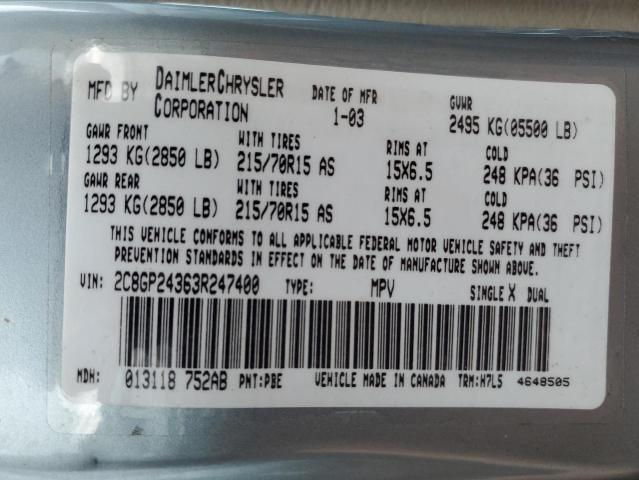 MFD BY DAIMLERCHRYSLER CORPORATION DATE OF MFR 1-03 GVWR 2495 KG(05500 LB)
GAWR FRONT WITH TIRES RIMS AT COLD
1293 KG(2850 LB) 215/70R15 AS 15X6.5 248 KPA(36 PSI)
GAWR REAR WITH TIRES RIMS AT COLD
1293 KG(2850 LB) 215/70R15 AS 15X6.5 248 KPA(36 PSI)
THIS VEHICLE CONFORMS TO ALL APPLICABLE FEDERAL MOTOR VEHICLE SAFETY AND THEFT
PREVENTION STANDARDS IN EFFECT ON THE DATE OF MANUFACTURE SHOWN ABOVE.
VIN: 2C8GP24363R247400 TYPE: MPV SINGLE X DUAL
MDH: 013118 752AB PNT:PBE VEHICLE MADE IN CANADA TRM:H7L5 4648505